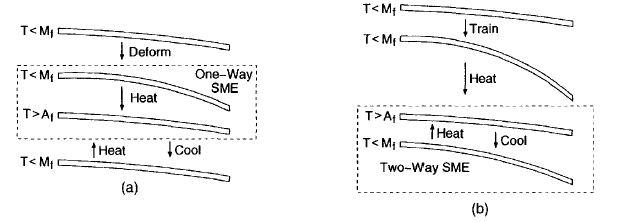 T<Mf
Deform
T<Mf
One-Way
SME
Heat
T>Af
Heat
Cool
T<Mf
(a)
T<Mf
Train
T<Mf
Heat
T>Af
Heat
Cool
T<Mf
Two-Way SME
(b)